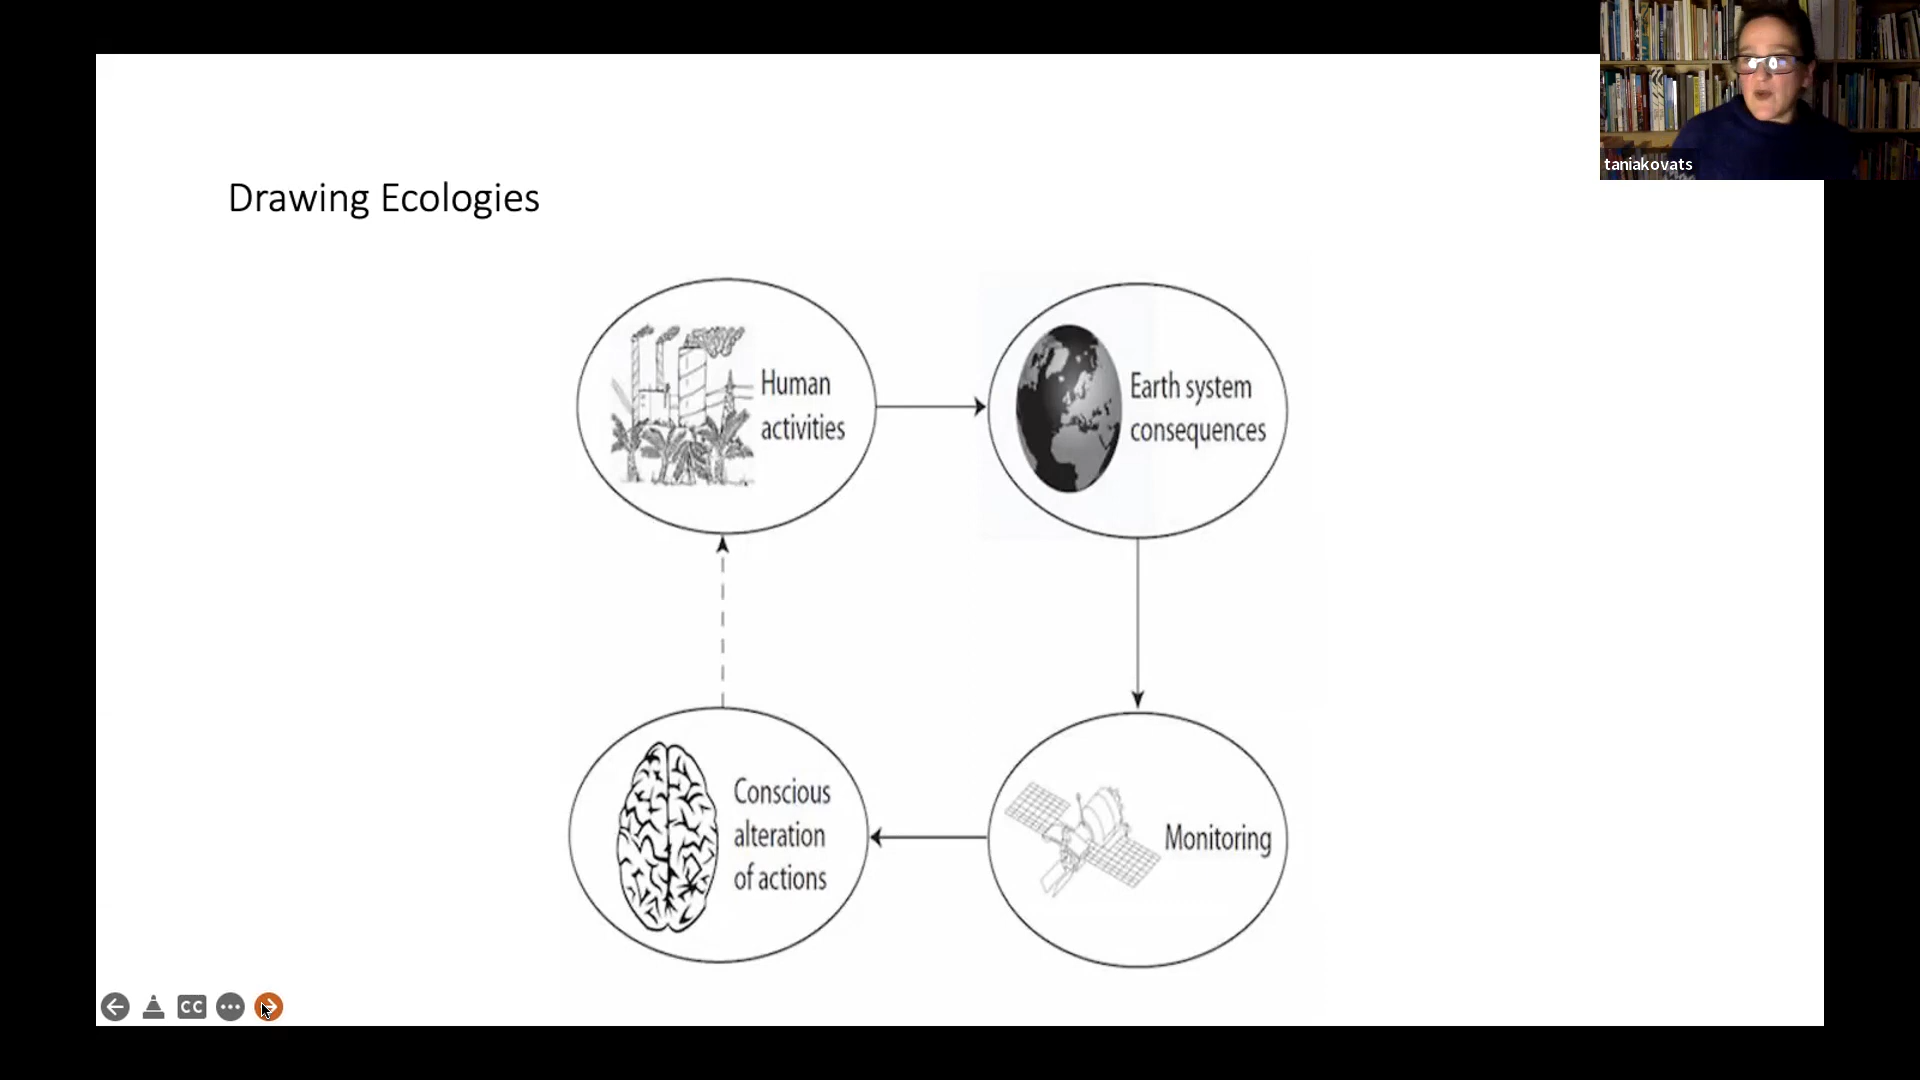 taniakovats
Drawing Ecologies
Human
activities
Earth system
consequences
Conscious
alteration
of actions
Monitoring
CC